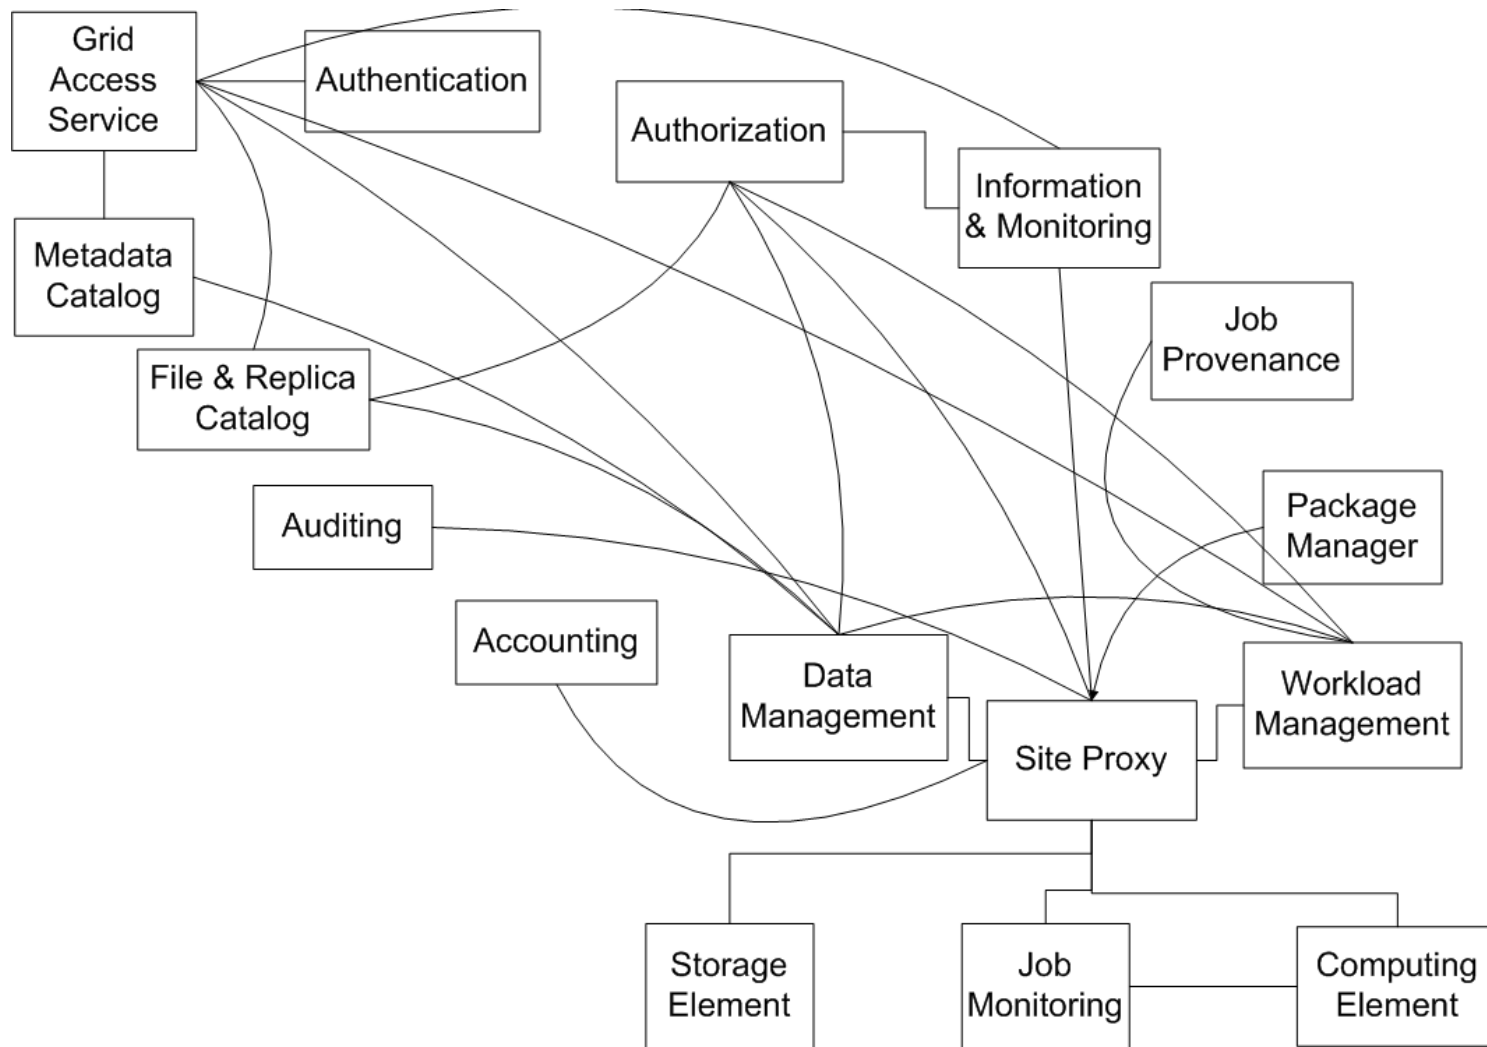 Grid
Access
Service
Authentication
Authorization
Information
& Monitoring
Metadata
Catalog
Job
Provenance
File & Replica
Catalog
Auditing
Package
Manager
Accounting
Data
Management
Workload
Management
Site Proxy
Storage
Element
Job
Monitoring
Computing
Element